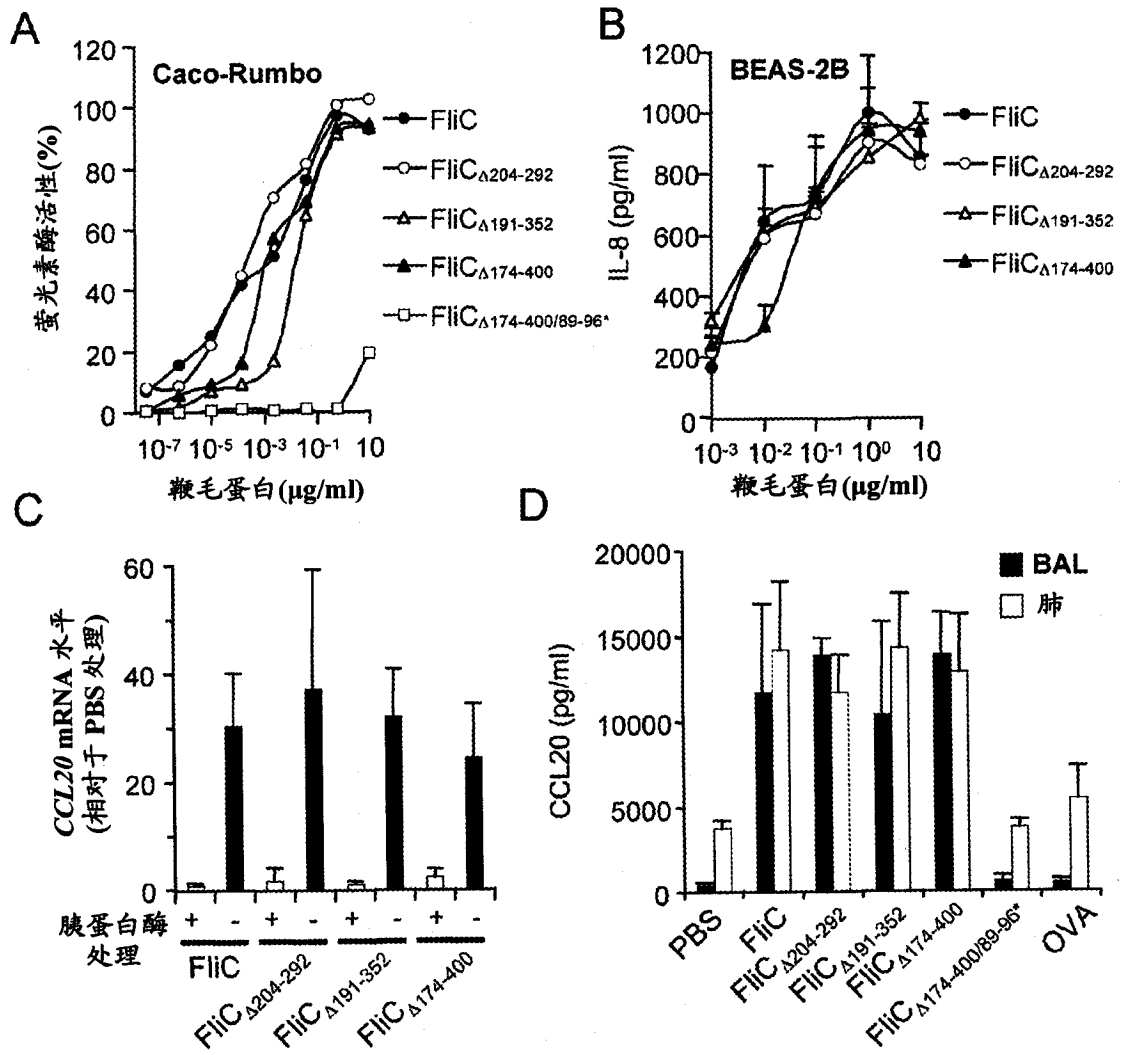 A
120
100
80
60
40
20
0
萤光素酶活性(%)
Caco-Rumbo
FliC
FliCΔ204-292
FliCΔ191-352
FliCΔ174-400
FliCΔ174-400/89-96*
10-7
10-5
10-3
10-1
10
鞭毛蛋白(µg/ml)
B
1200
1000
800
600
400
200
0
IL-8 (pg/ml)
BEAS-2B
FliC
FliCΔ204-292
FliCΔ191-352
FliCΔ174-400
10-3
10-2
10-1
100
10
鞭毛蛋白(µg/ml)
C
60
40
20
0
CCL20 mRNA 水平
(相对于 PBS 处理)
胰蛋白酶
处理
+ - + - + - + -
FliC
FliCΔ204-292
FliCΔ191-352
FliCΔ174-400
D
20000
15000
10000
5000
0
CCL20 (pg/ml)
BAL
肺
PBS
FliC
FliCΔ204-292
FliCΔ191-352
FliCΔ174-400
FliCΔ174-400/89-96*
OVA